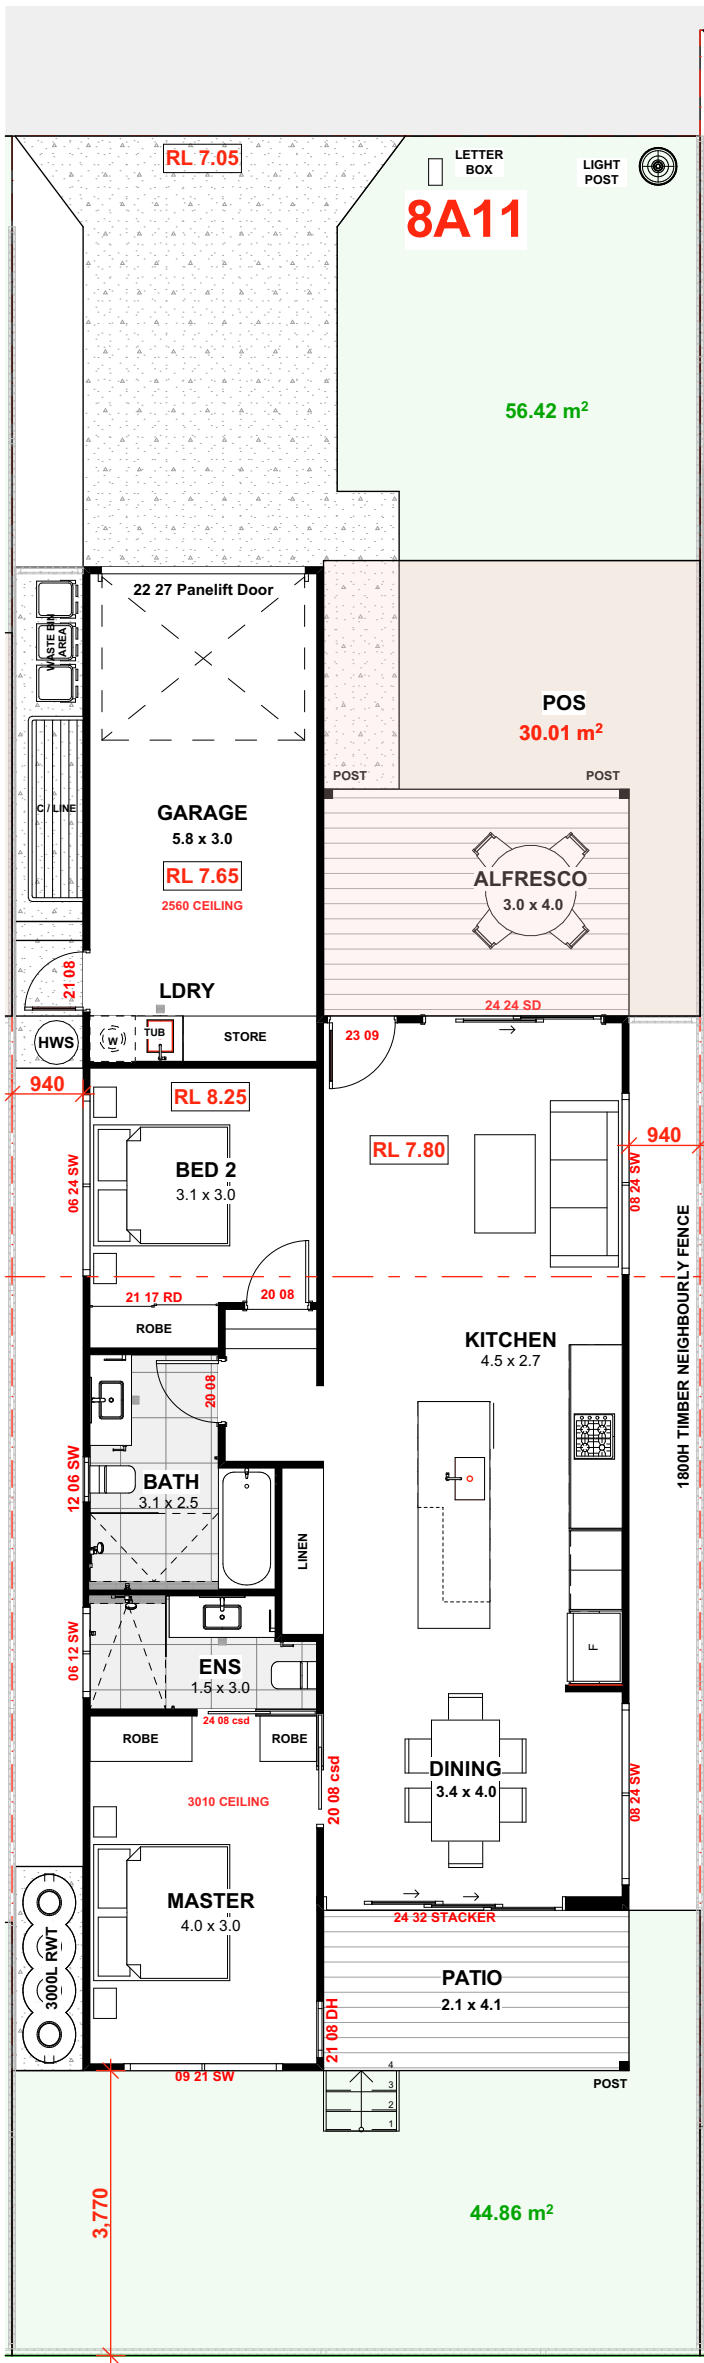 RL 7.05
LETTER
BOX
LIGHT
POST
8A11
56.42 m²
22 27 Panelift Door
WASTE BIN
AREA
POS
30.01 m²
POST
POST
C / LINE
GARAGE
5.8 x 3.0
RL 7.65
2560 CEILING
ALFRESCO
3.0 x 4.0
21 08
LDRY
24 24 SD
HWS
W
TUB
STORE
23 09
940
RL 8.25
RL 7.80
940
06 24 SW
BED 2
3.1 x 3.0
08 24 SW
1800H TIMBER NEIGHBOURLY FENCE
21 17 RD
20 08
ROBE
KITCHEN
4.5 x 2.7
20 08
12 06 SW
BATH
3.1 x 2.5
LINEN
06 12 SW
ENS
1.5 x 3.0
F
24 08 csd
ROBE
ROBE
20 08 csd
DINING
3.4 x 4.0
08 24 SW
3010 CEILING
MASTER
4.0 x 3.0
24 32 STACKER
3000L RWT
PATIO
2.1 x 4.1
21 08 DH
09 21 SW
POST
4
3
2
1
3,770
44.86 m²